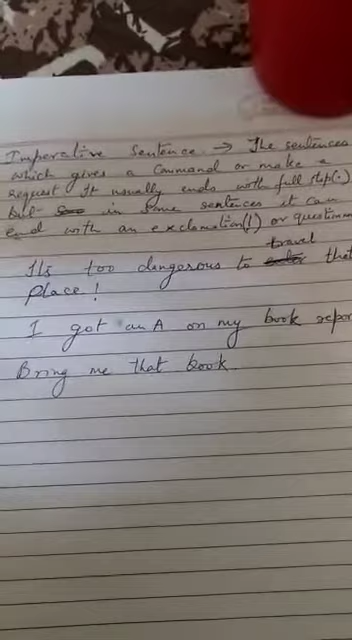 Imperative Sentence → The sentences
which gives a command or make a
request It usually ends with full stop(.)
but in some sentences it can
end with an exclamation(!) or question
travel
Its too dangerous to that
place!
I got an A on my book repor
Bring me that book.